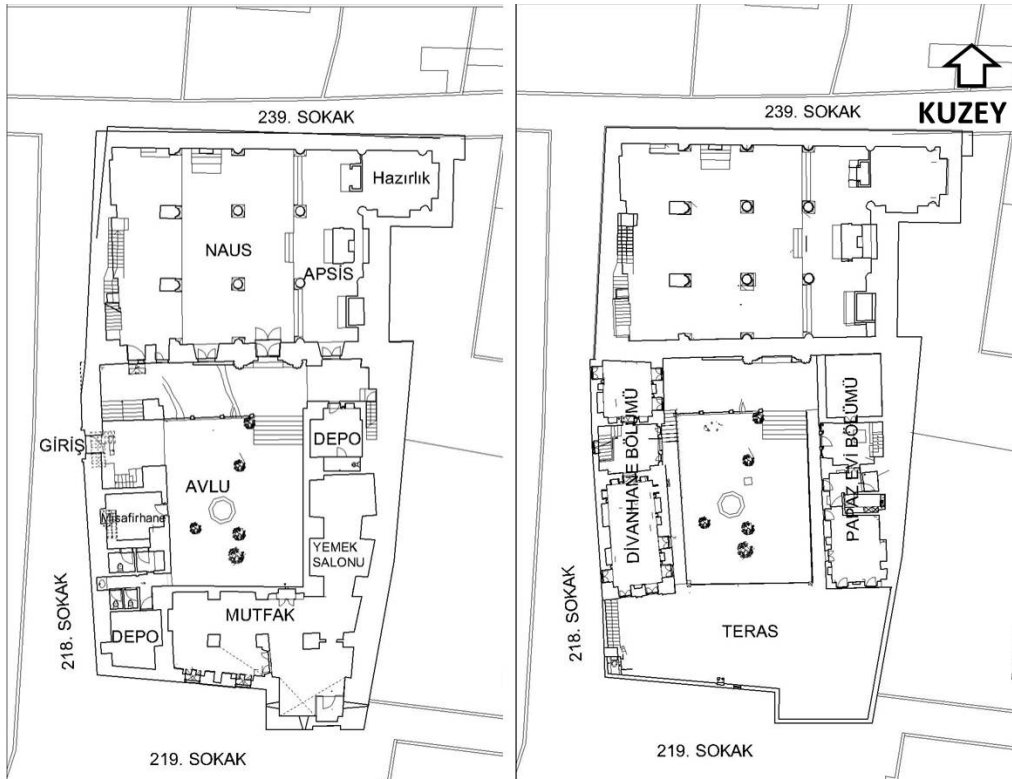 239. SOKAK
Hazırlık
NAUS
APSİS
GİRİŞ
DEPO
AVLU
Misafirhane
YEMEK
SALONU
MUTFAK
DEPO
218. SOKAK
219. SOKAK
KUZEY
239. SOKAK
DİVANHANE BÖLÜMÜ
PAPAZ EVİ BÖLÜMÜ
TERAS
218. SOKAK
219. SOKAK